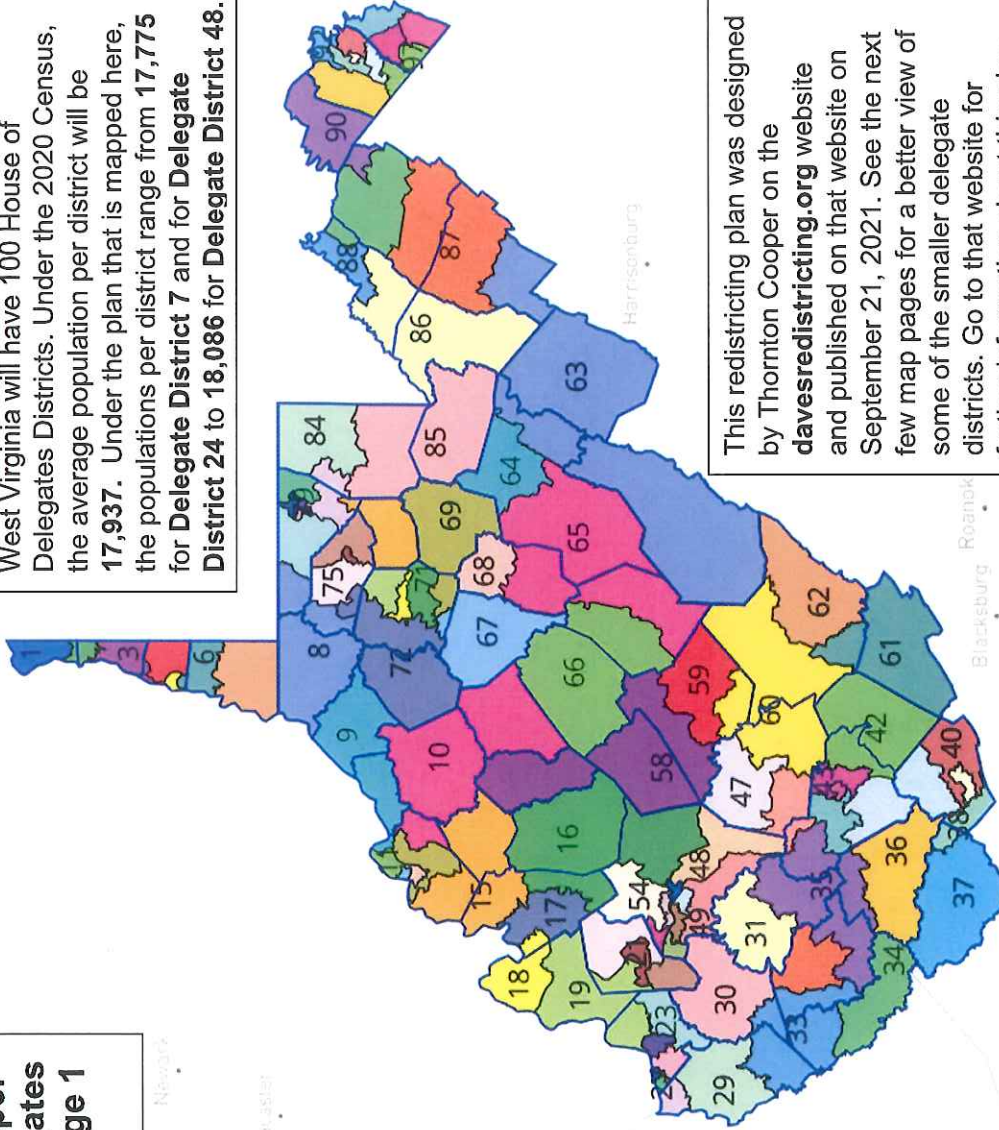 West Virginia will have 100 House of
Delegates Districts. Under the 2020 Census,
the average population per district will be
17,937. Under the plan that is mapped here,
the populations per district range from 17,775
for Delegate District 7 and for Delegate
District 24 to 18,086 for Delegate District 48.
ates
ge 1
This redistricting plan was designed
by Thornton Cooper on the
davesredistricting.org website
and published on that website on
September 21, 2021. See the next
few map pages for a better view of
some of the smaller delegate
districts. Go to that website for
Newark
Harrisonburg
Roanok
Blacksburg
1
3
6
8
9
10
15
16
17
18
19
23
29
30
31
33
34
35
36
37
40
42
47
48
49
54
58
59
60
61
62
63
64
65
66
67
68
69
75
84
85
86
87
88
90